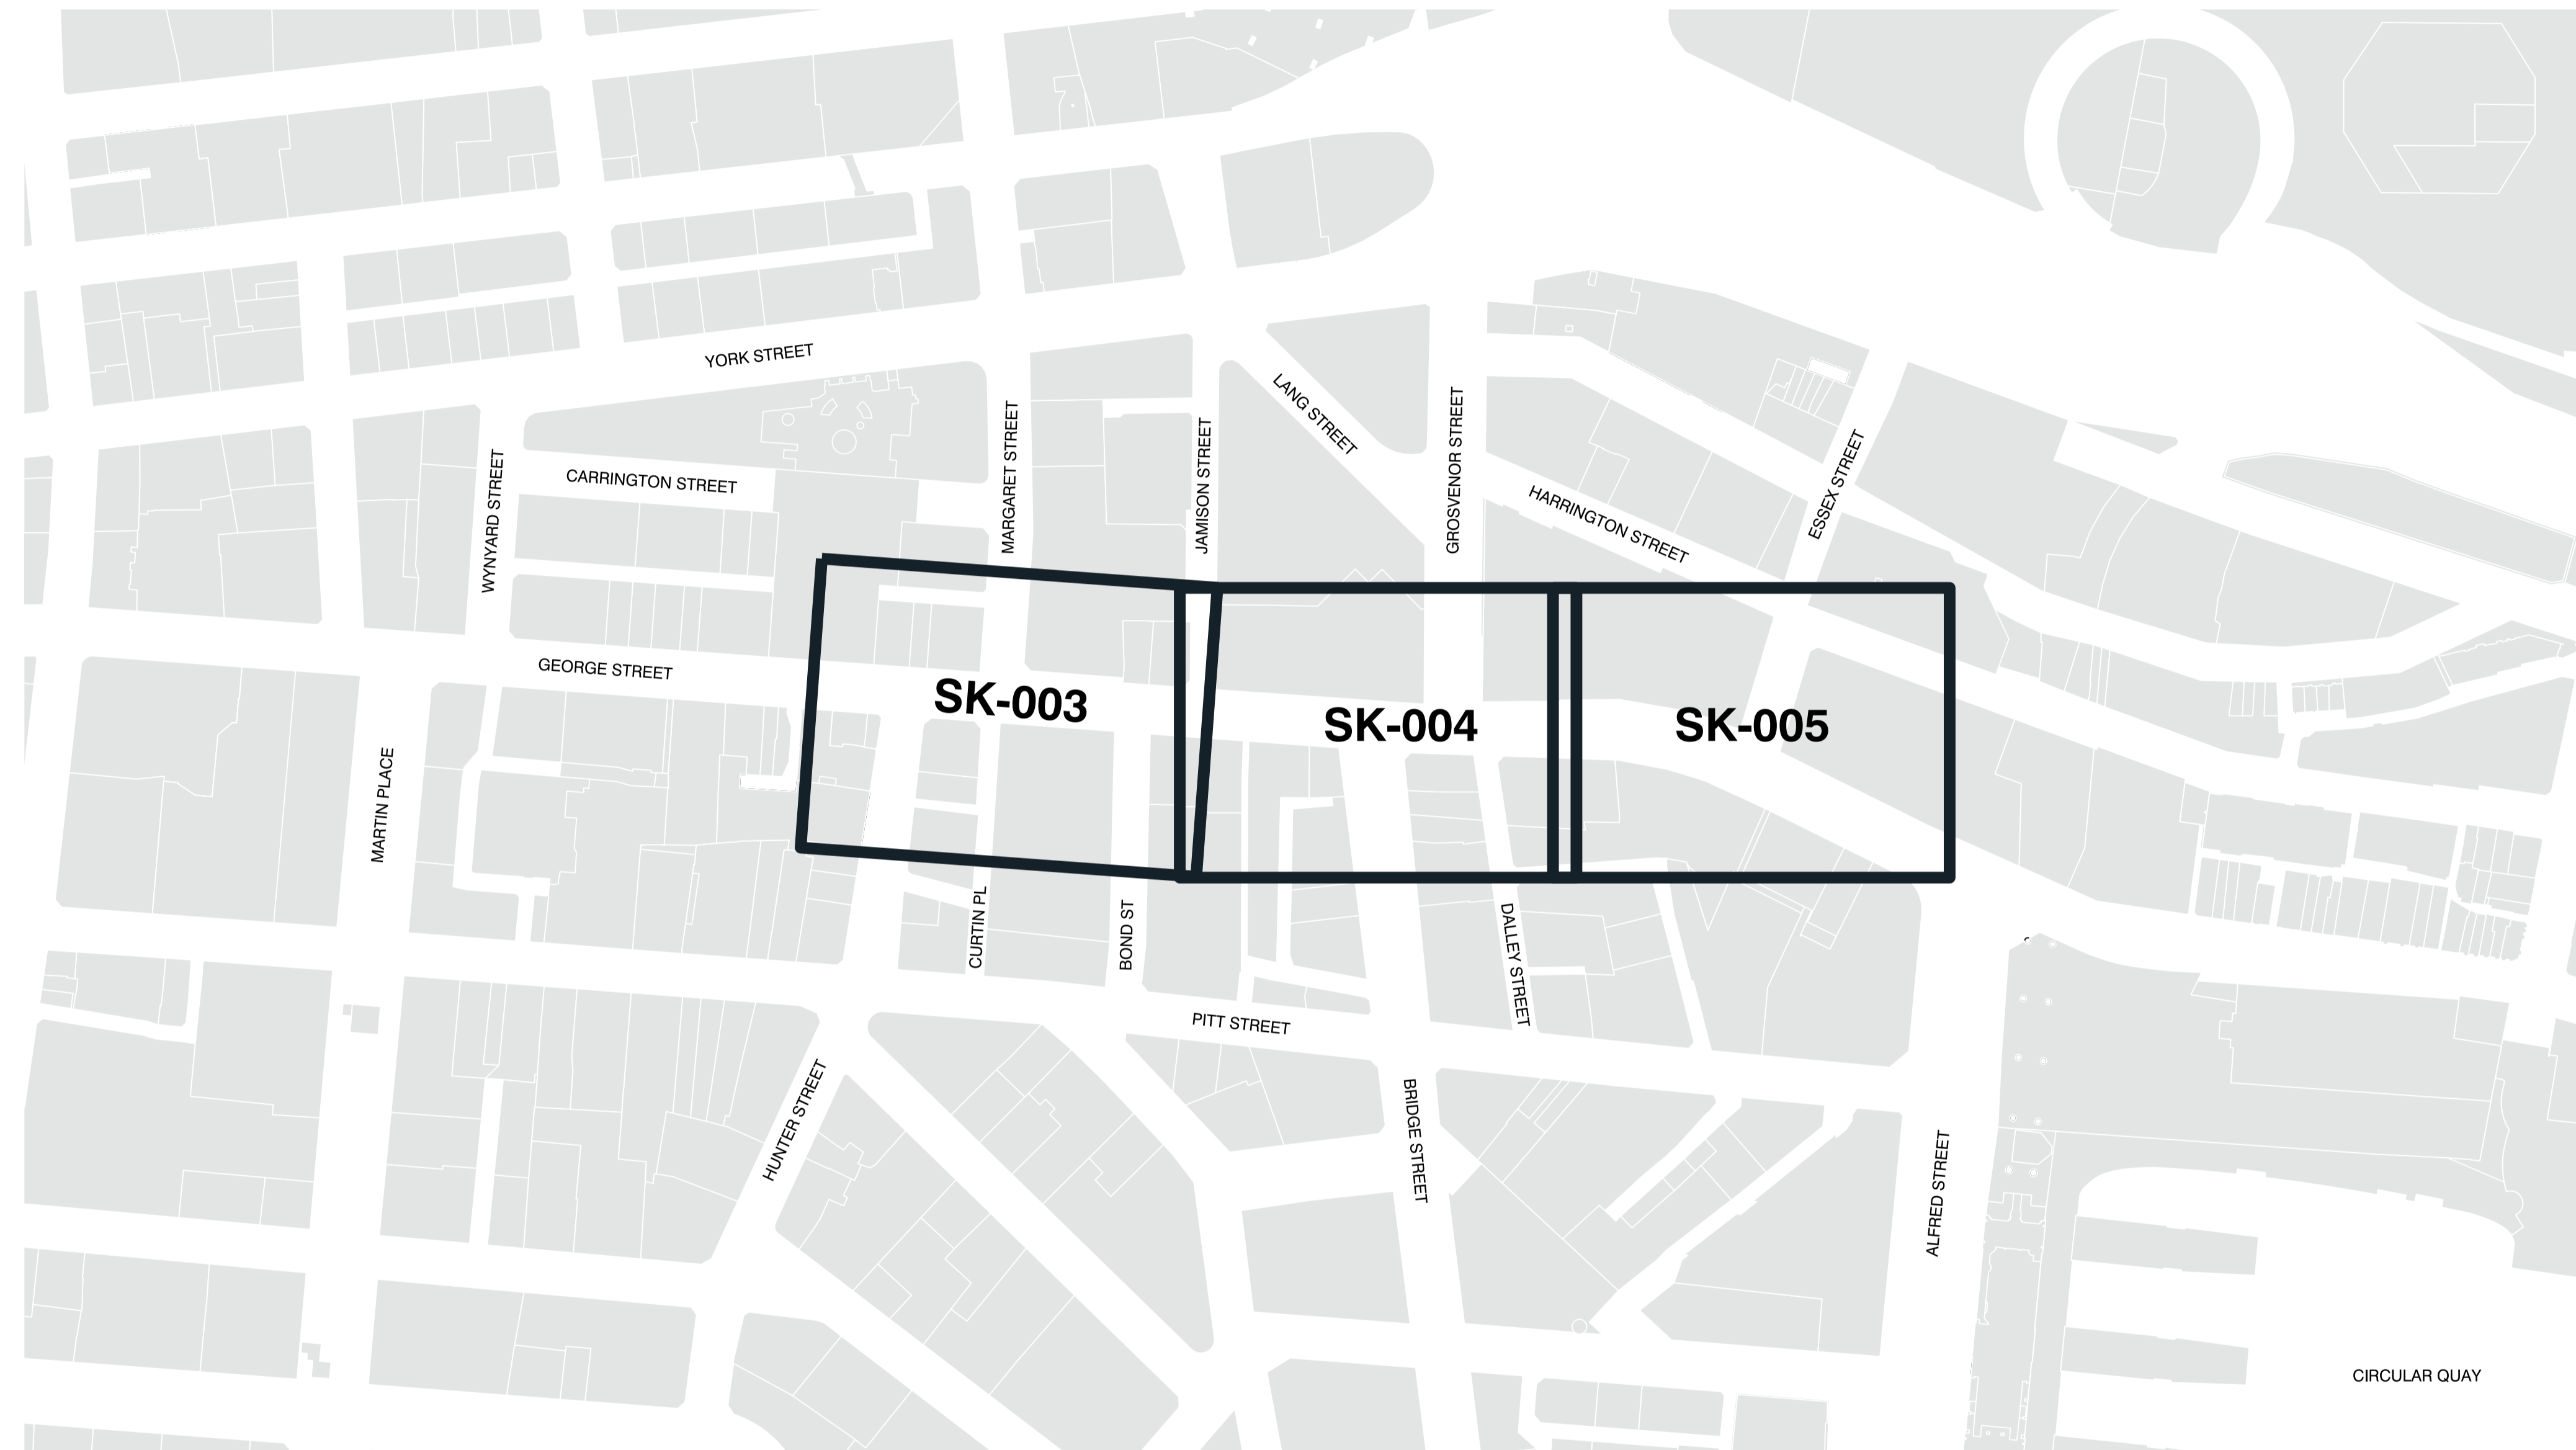 YORK STREET
LANG STREET
MARGARET STREET
JAMISON STREET
GROSVENOR STREET
WYNYARD STREET
CARRINGTON STREET
HARRINGTON STREET
ESSEX STREET
GEORGE STREET
SK-003
SK-004
SK-005
MARTIN PLACE
CURTIN PL
BOND ST
DALLEY STREET
PITT STREET
HUNTER STREET
BRIDGE STREET
ALFRED STREET
CIRCULAR QUAY